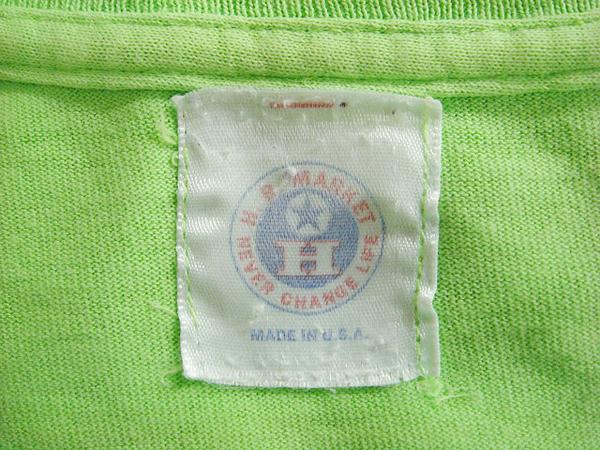 H. R. MARKET
H
NEVER CHANGE LIFE
MADE IN U.S.A.